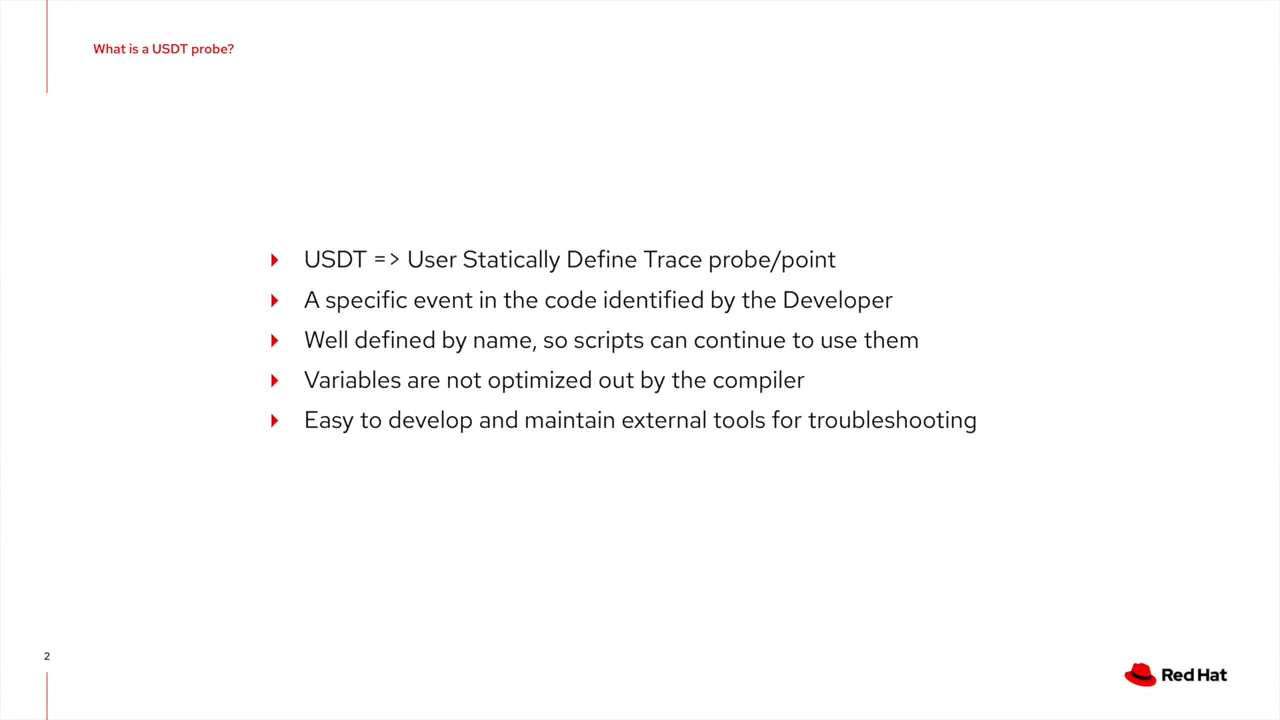 What is a USDT probe?
USDT => User Statically Define Trace probe/point
A specific event in the code identified by the Developer
Well defined by name, so scripts can continue to use them
Variables are not optimized out by the compiler
Easy to develop and maintain external tools for troubleshooting
2
Red Hat